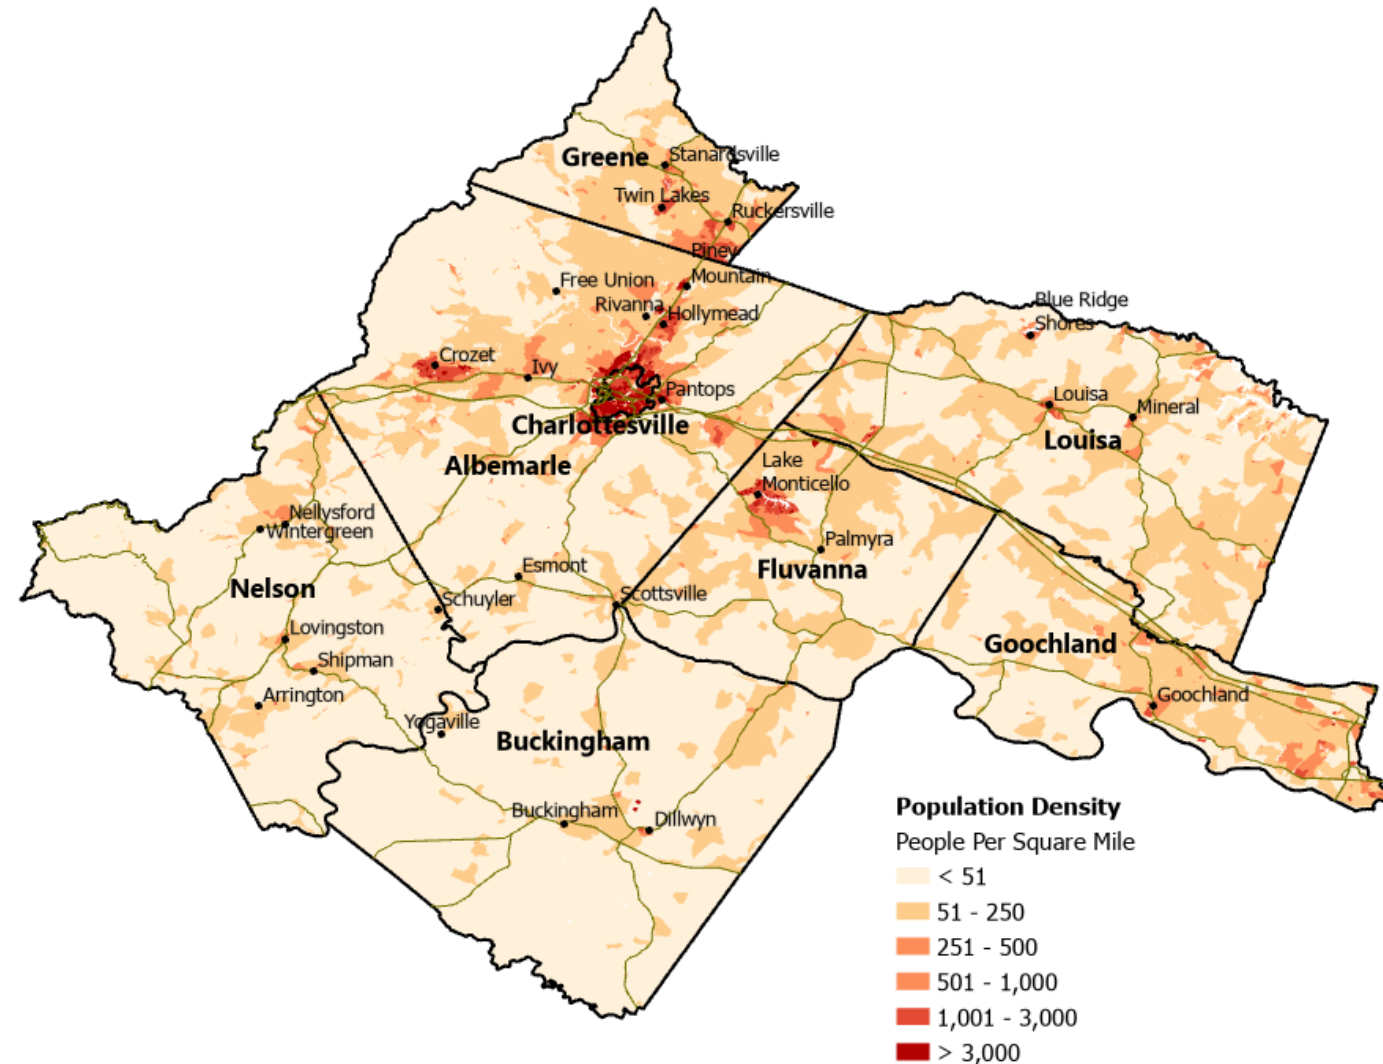 Greene
Stanardsville
Twin Lakes
Ruckersville
Piney
Mountain
Free Union
Rivanna
Hollymead
Blue Ridge
Shores
Crozet
Ivy
Pantops
Charlottesville
Albemarle
Louisa
Mineral
Louisa
Lake
Monticello
Nellysford
Wintergreen
Palmyra
Fluvanna
Esmont
Nelson
Schuyler
Scottsville
Lovingston
Goochland
Shipman
Arrington
Goochland
Yogaville
Buckingham
Buckingham
Dillwyn
Population Density
People Per Square Mile
< 51
51 - 250
251 - 500
501 - 1,000
1,001 - 3,000
> 3,000